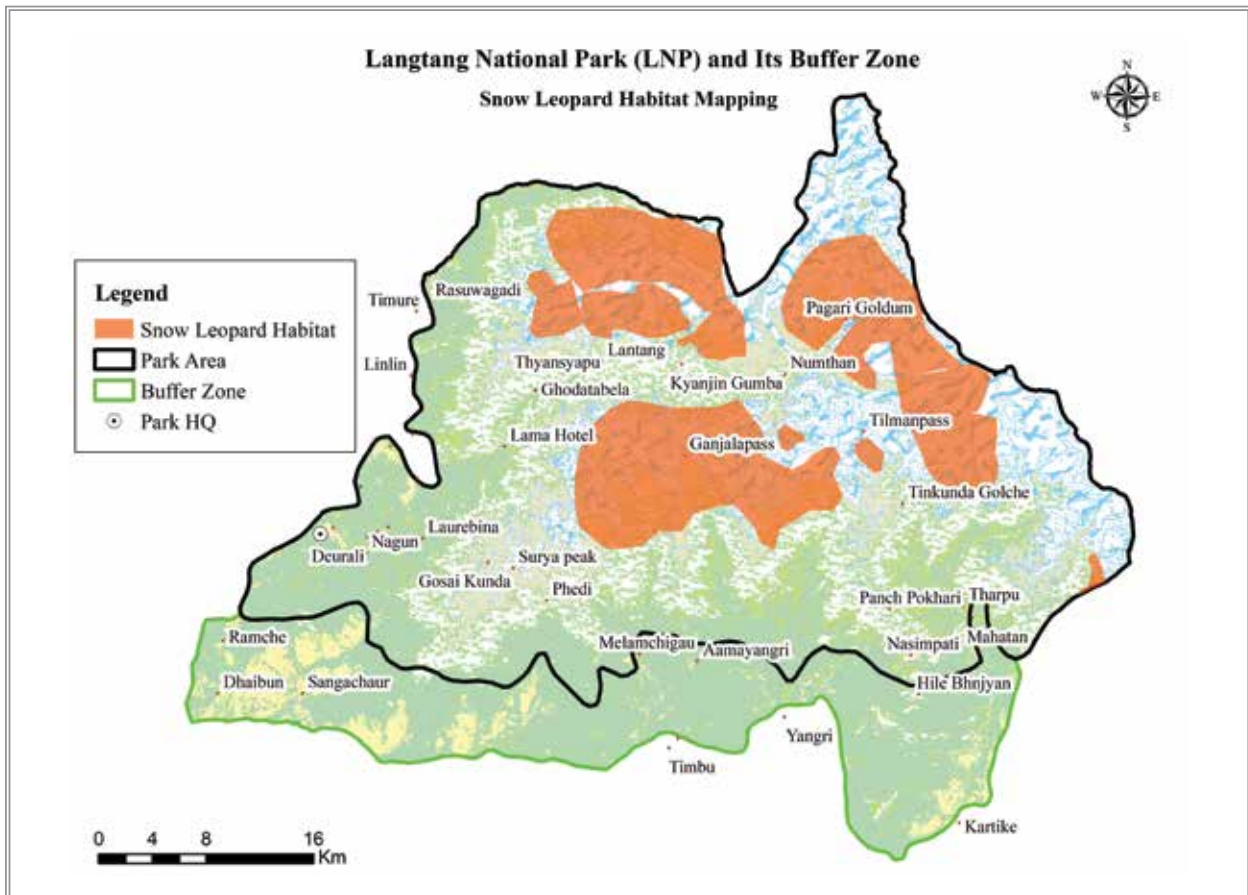 Langtang National Park (LNP) and Its Buffer Zone
Snow Leopard Habitat Mapping
N
W E
S
Legend
Snow Leopard Habitat
Park Area
Buffer Zone
Park HQ
Timure
Rasuwagadi
Pagari Goldum
Linlin
Thyansyapu
Lantang
Numthan
Kyanjin Gumba
Ghodatabela
Lama Hotel
Ganjalapass
Tilmanpass
Tinkunda Golche
Laurebina
Nagun
Deurali
Surya peak
Gosai Kunda
Phedi
Panch Pokhari
Tharpu
Ramche
Melamchigau
Aamayangri
Nasimpati
Mahatan
Dhaibun
Sangachaur
Hile Bhnjyan
Yangri
Timbu
Kartike
0 4 8 16
Km